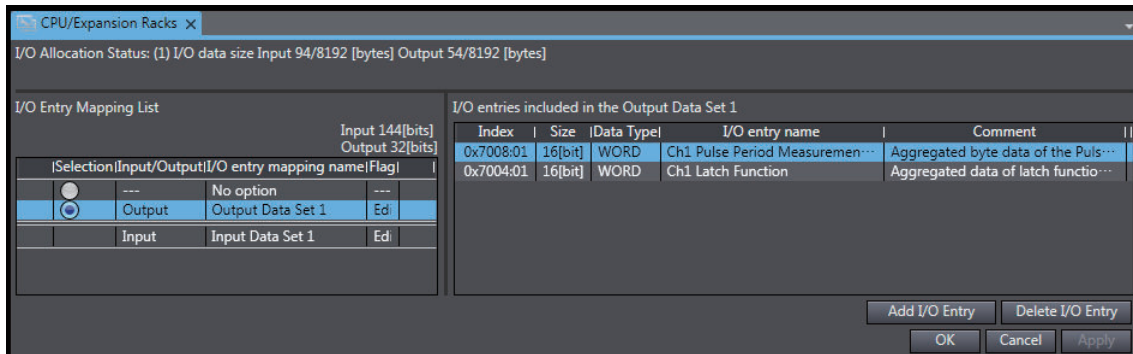 CPU/Expansion Racks
I/O Allocation Status: (1) I/O data size Input 94/8192 [bytes] Output 54/8192 [bytes]
I/O Entry Mapping List
Input 144[bits]
Output 32[bits]
Selection Input/Output I/O entry mapping name Flag
--- No option ---
Output Output Data Set 1 Edi
Input Input Data Set 1 Edi
I/O entries included in the Output Data Set 1
Index Size Data Type I/O entry name Comment
0x7008:01 16[bit] WORD Ch1 Pulse Period Measuremen··· Aggregated byte data of the Puls···
0x7004:01 16[bit] WORD Ch1 Latch Function Aggregated data of latch functio···
Add I/O Entry Delete I/O Entry
OK Cancel Apply